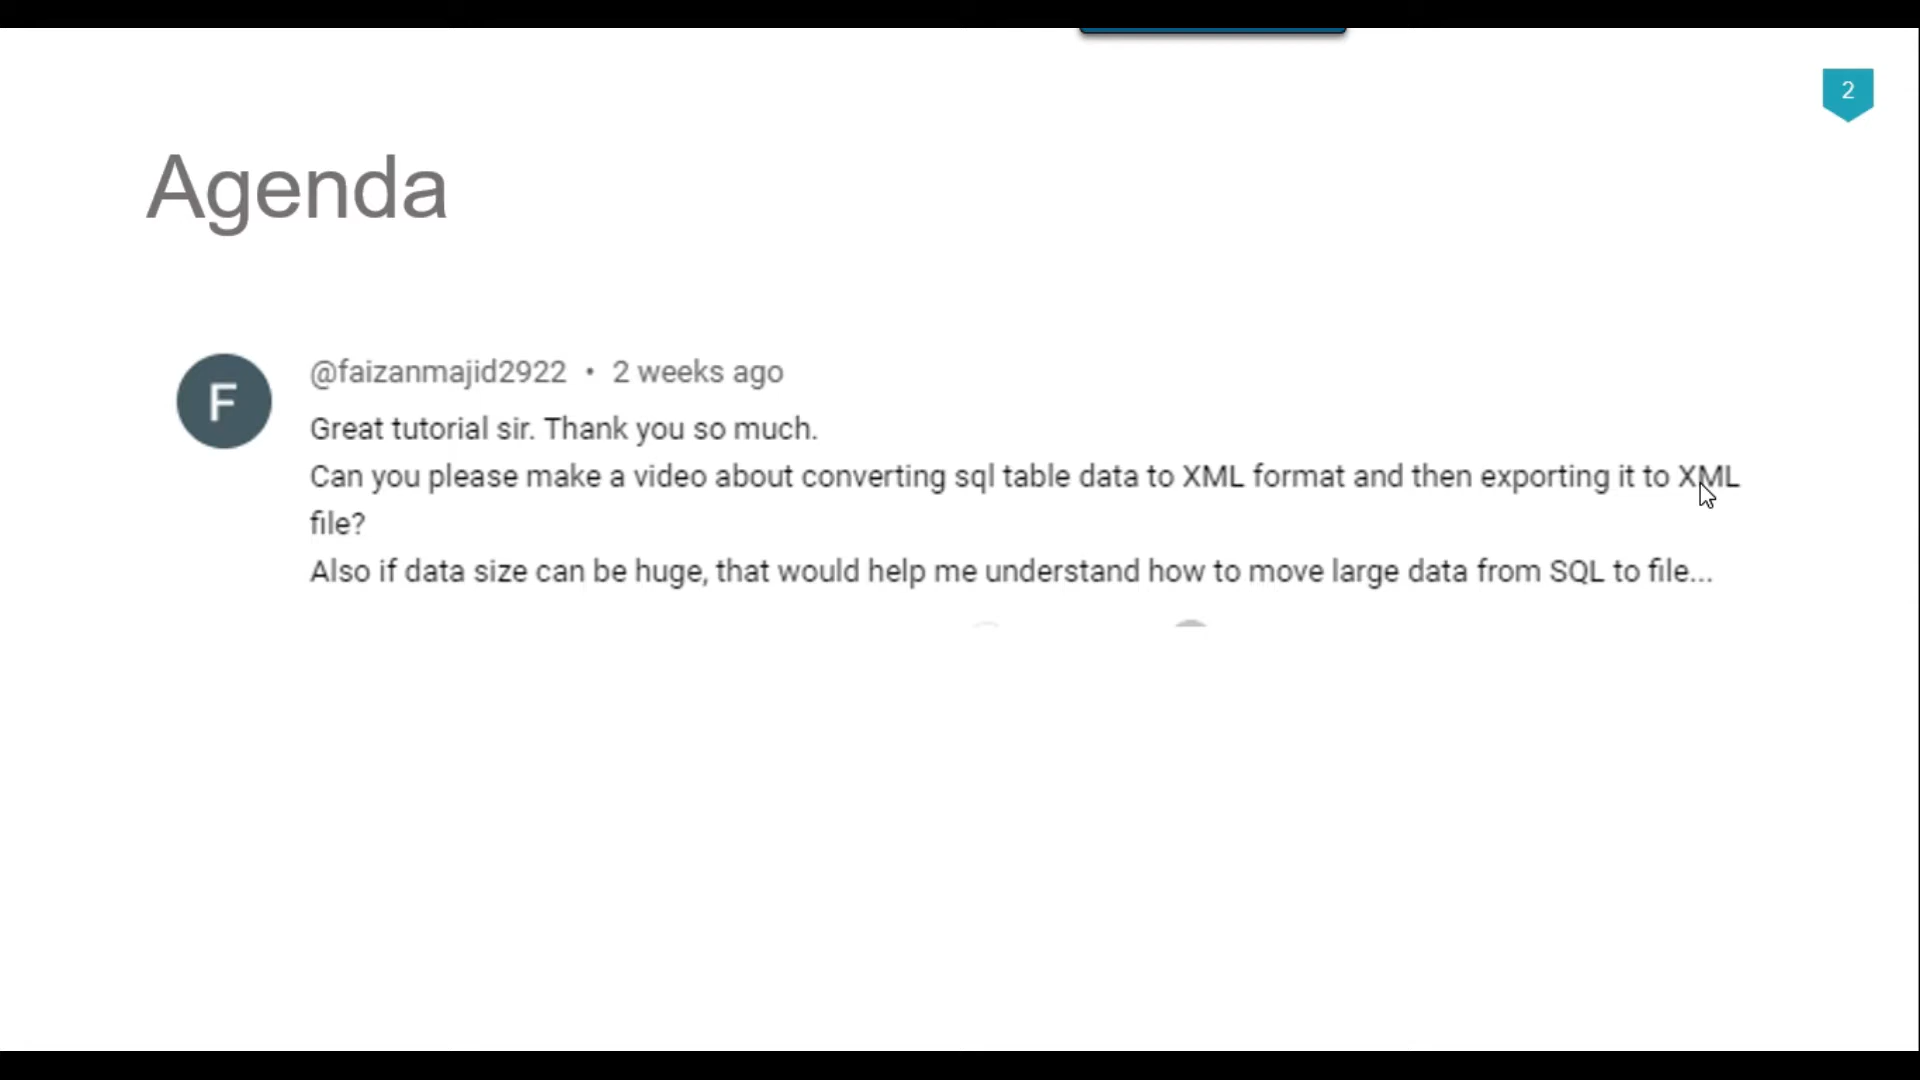 2
Agenda
F
@faizanmajid2922 • 2 weeks ago
Great tutorial sir. Thank you so much.
Can you please make a video about converting sql table data to XML format and then exporting it to XML
file?
Also if data size can be huge, that would help me understand how to move large data from SQL to file...